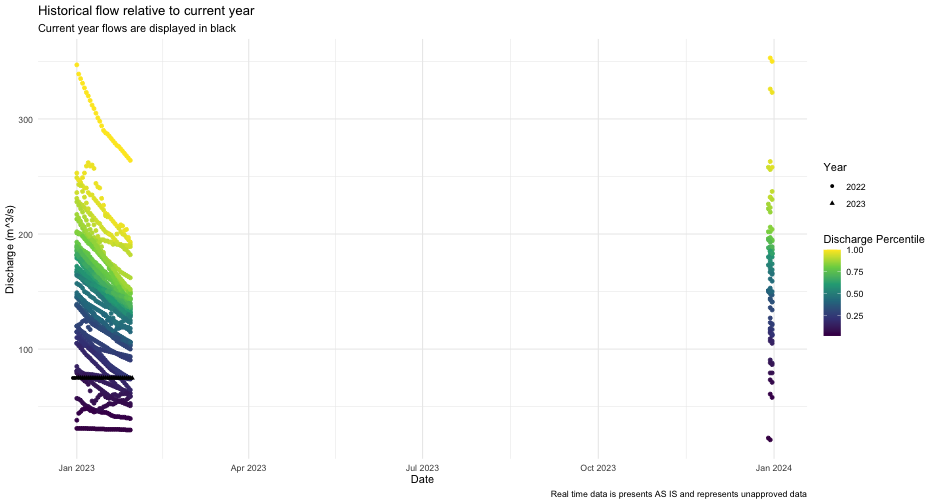 Historical flow relative to current year
Current year flows are displayed in black
Discharge (m^3/s)
300
200
100
Jan 2023
Apr 2023
Jul 2023
Oct 2023
Jan 2024
Date
Year
2022
2023
Discharge Percentile
1.00
0.75
0.50
0.25
Real time data is presents AS IS and represents unapproved data